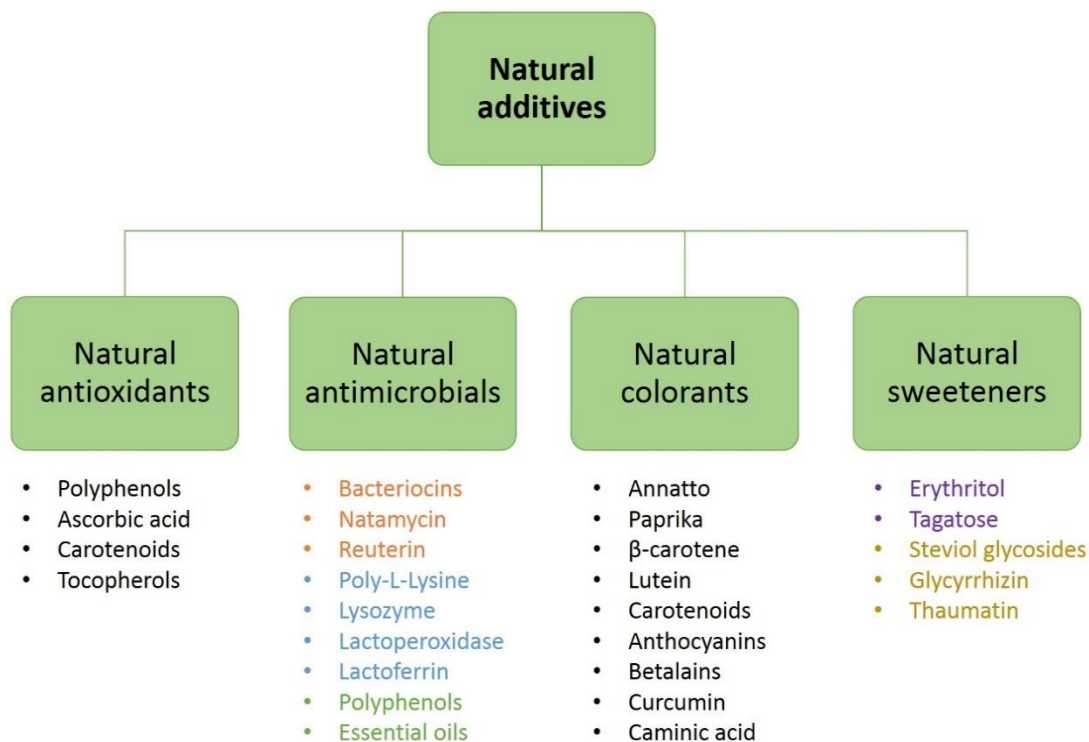 Natural
additives
Natural
antioxidants
• Polyphenols
• Ascorbic acid
• Carotenoids
• Tocopherols
Natural
antimicrobials
• Bacteriocins
• Natamycin
• Reuterin
• Poly-L-Lysine
• Lysozyme
• Lactoperoxidase
• Lactoferrin
• Polyphenols
• Essential oils
Natural
colorants
• Annatto
• Paprika
• β-carotene
• Lutein
• Carotenoids
• Anthocyanins
• Betalains
• Curcumin
• Caminic acid
Natural
sweeteners
• Erythritol
• Tagatose
• Steviol glycosides
• Glycyrrhizin
• Thaumatin